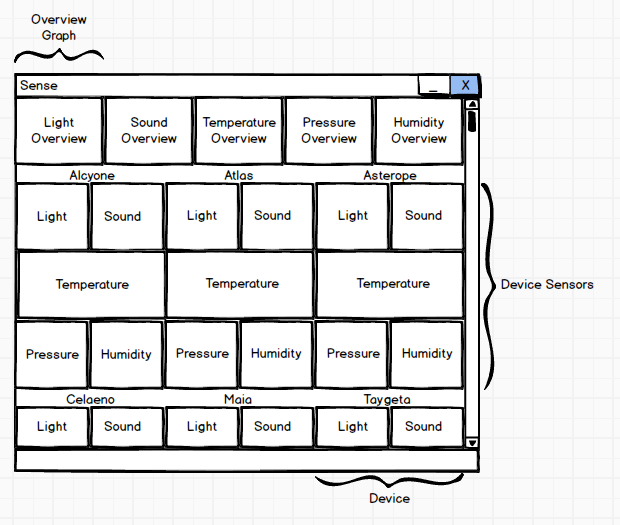 Overview
Graph
Sense _ X
Light Overview Sound Overview Temperature Overview Pressure Overview Humidity Overview
Alcyone Atlas Asterope
Light Sound Light Sound Light Sound
Temperature Temperature Temperature
Device Sensors
Pressure Humidity Pressure Humidity Pressure Humidity
Celaeno Maia Taygeta
Light Sound Light Sound Light Sound
Device